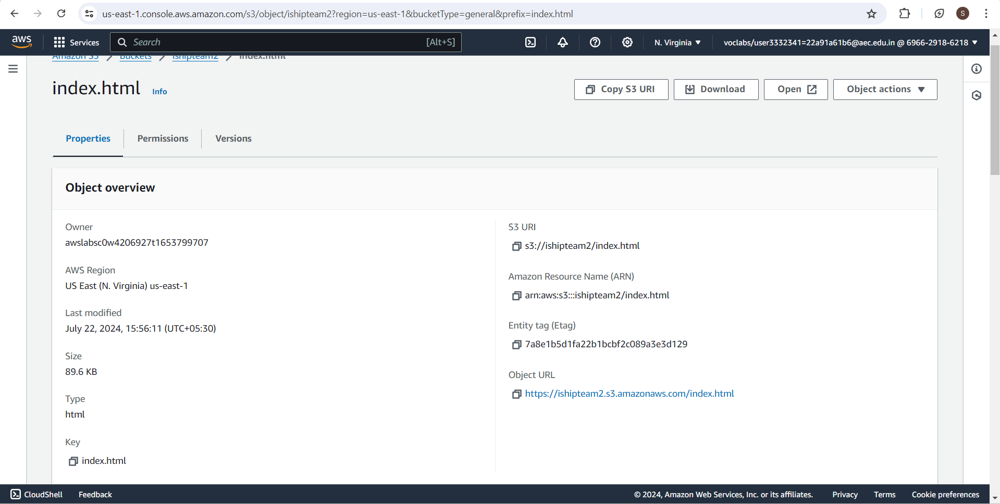 us-east-1.console.aws.amazon.com/s3/object/ishipteam2?region=us-east-1&bucketType=general&prefix=index.html
S
aws
Services
Search
[Alt+S]
N. Virginia
voclabs/user3332341=22a91a61b6@aec.edu.in @ 6966-2918-6218
Amazon S3
Buckets
ishipteam2
index.html
index.html
Info
Copy S3 URI
Download
Open
Object actions
Properties
Permissions
Versions
Object overview
Owner
awslabsc0w4206927t1653799707
AWS Region
US East (N. Virginia) us-east-1
Last modified
July 22, 2024, 15:56:11 (UTC+05:30)
Size
89.6 KB
Type
html
Key
index.html
S3 URI
s3://ishipteam2/index.html
Amazon Resource Name (ARN)
arn:aws:s3:::ishipteam2/index.html
Entity tag (Etag)
7a8e1b5d1fa22b1bcbf2c089a3e3d129
Object URL
https://ishipteam2.s3.amazonaws.com/index.html
CloudShell
Feedback
© 2024, Amazon Web Services, Inc. or its affiliates.
Privacy
Terms
Cookie preferences